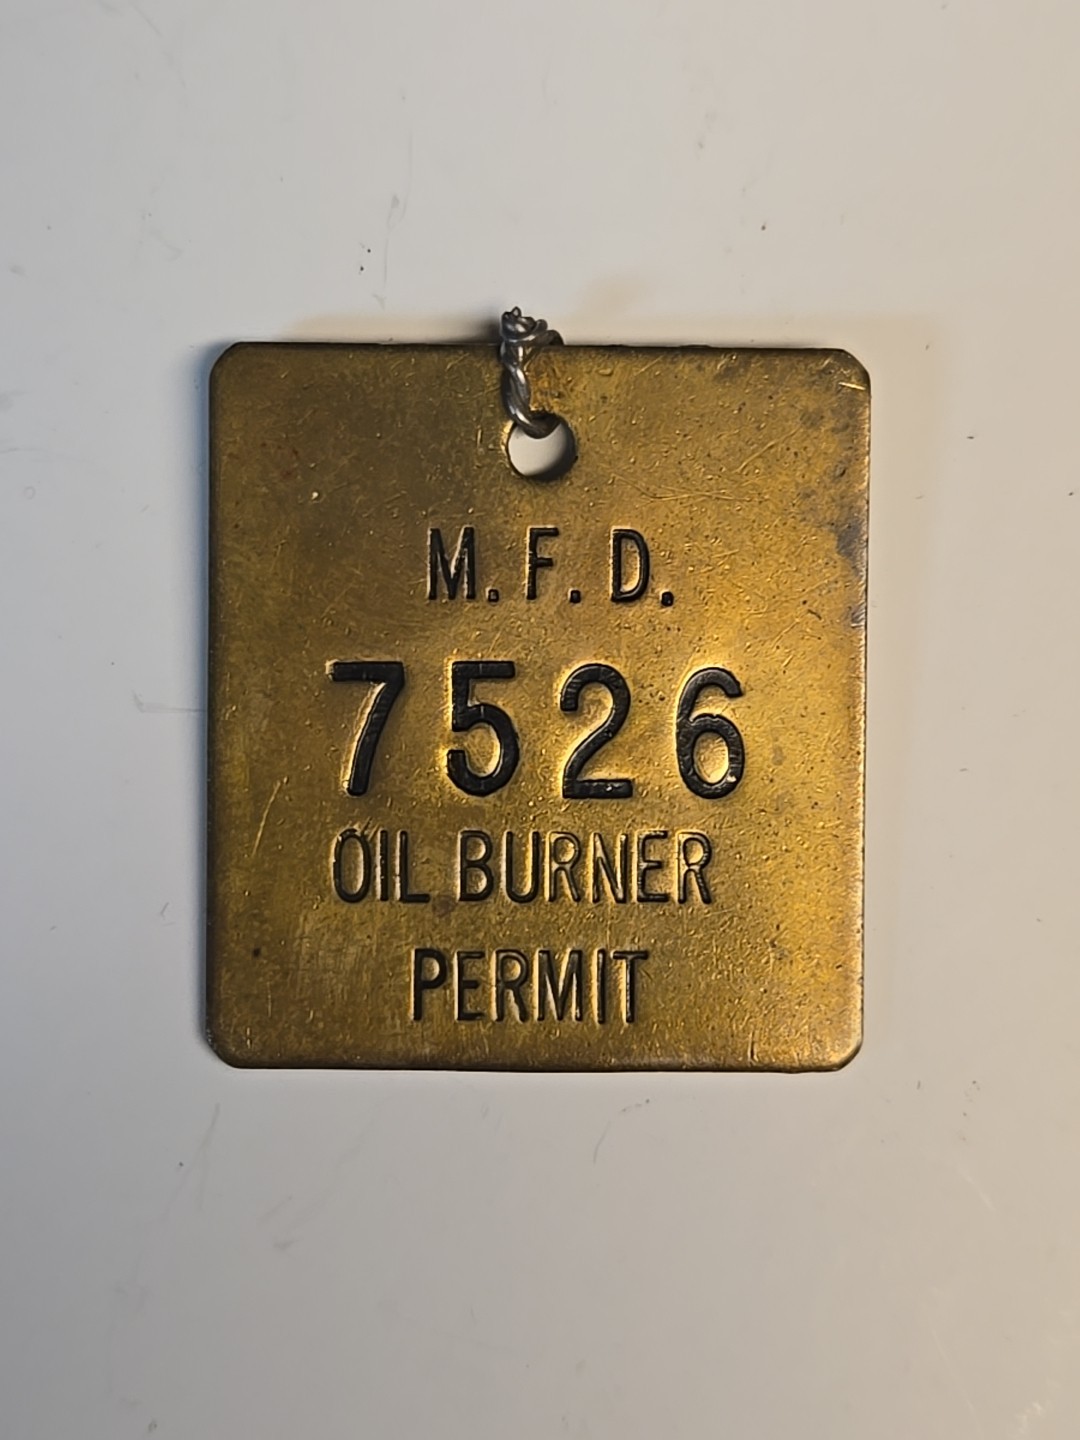 M.F.D.
7526
OIL BURNER
PERMIT